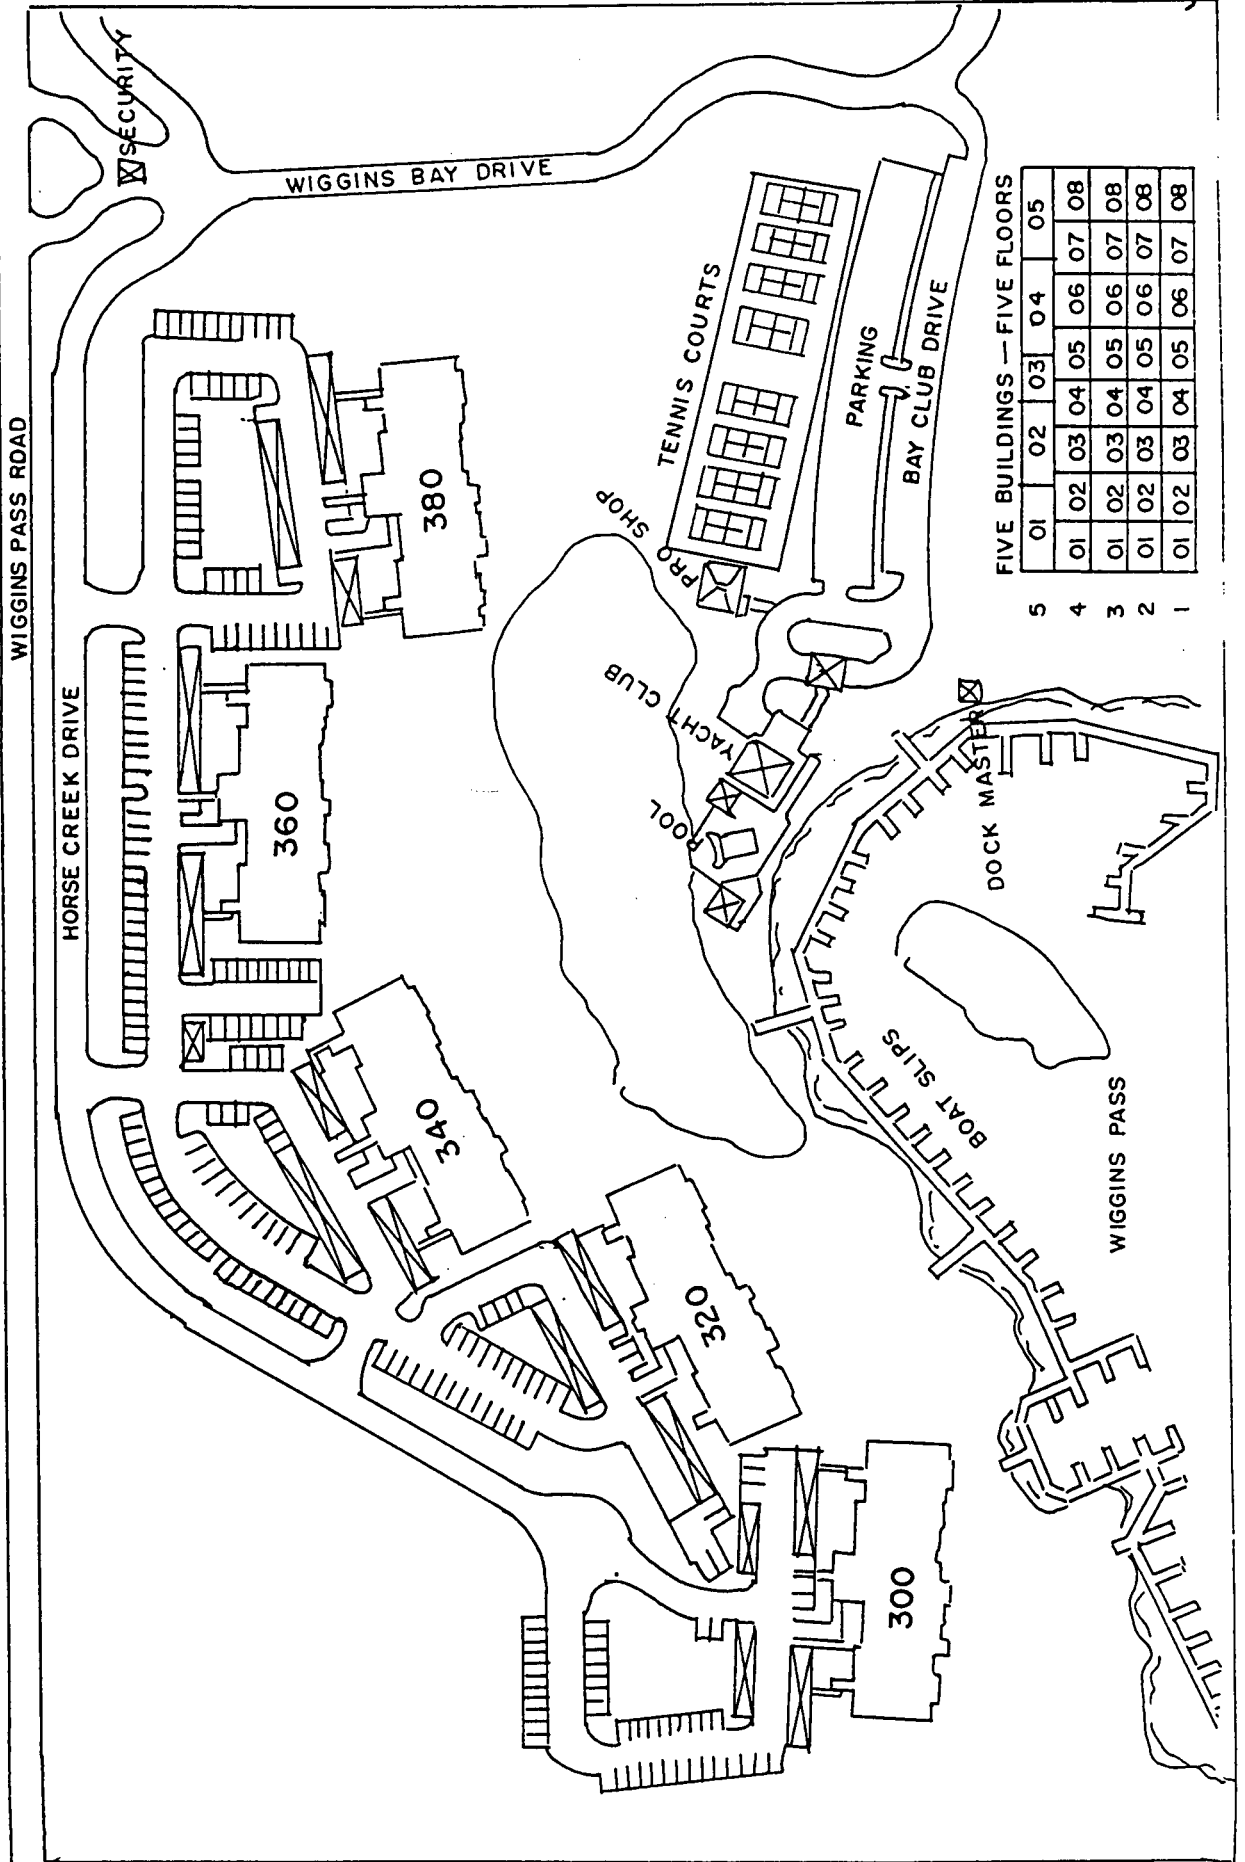 WIGGINS PASS ROAD
SECURITY
WIGGINS BAY DRIVE
HORSE CREEK DRIVE
380
360
340
320
300
TENNIS COURTS
PRO SHOP
PARKING
BAY CLUB DRIVE
YACHT CLUB
POOL
DOCK MASTER
BOAT SLIPS
WIGGINS PASS
FIVE BUILDINGS — FIVE FLOORS
5 01 02 03 04 05
4 01 02 03 04 05 06 07 08
3 01 02 03 04 05 06 07 08
2 01 02 03 04 05 06 07 08
1 01 02 03 04 05 06 07 08